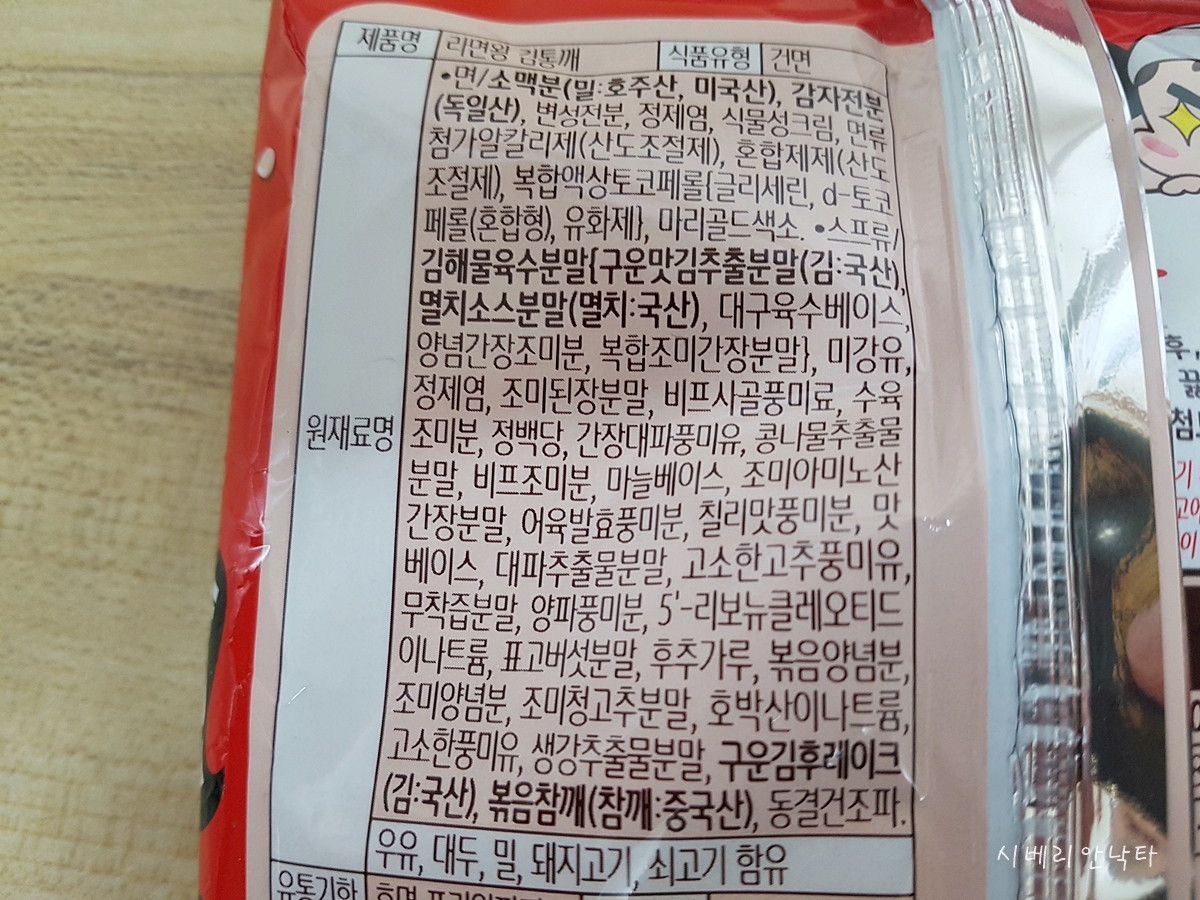 제품명 라면왕 김통깨 식품유형 건면
•면/소맥분(밀:호주산, 미국산), 감자전분
(독일산), 변성전분, 정제염, 식물성크림, 면류
첨가알칼리제(산도조절제), 혼합제제(산도
조절제), 복합액상토코페롤{글리세린, d-토코
페롤(혼합형), 유화제}, 마리골드색소. •스프류/
김해물육수분말{구운맛김추출분말(김:국산),
멸치소스분말(멸치:국산), 대구육수베이스,
양념간장조미분, 복합조미간장분말}, 미강유,
정제염, 조미된장분말, 비프사골풍미료, 수육
원재료명 조미분, 정백당, 간장대파풍미유, 콩나물추출물
분말, 비프조미분, 마늘베이스, 조미아미노산
간장분말, 어육발효풍미분, 칠리맛풍미분, 맛
베이스, 대파추출물분말, 고소한고추풍미유,
무착즙분말, 양파풍미분, 5'-리보뉴클레오티드
이나트륨, 표고버섯분말, 후추가루, 볶음양념분,
조미양념분, 조미청고추분말, 호박산이나트륨,
고소한풍미유, 생강추출물분말, 구운김후레이크
(김:국산), 볶음참깨(참깨:중국산), 동결건조파.
우유, 대두, 밀, 돼지고기, 쇠고기 함유
유통기한
후,
끓
첨
기
고
이
시베리안낙타